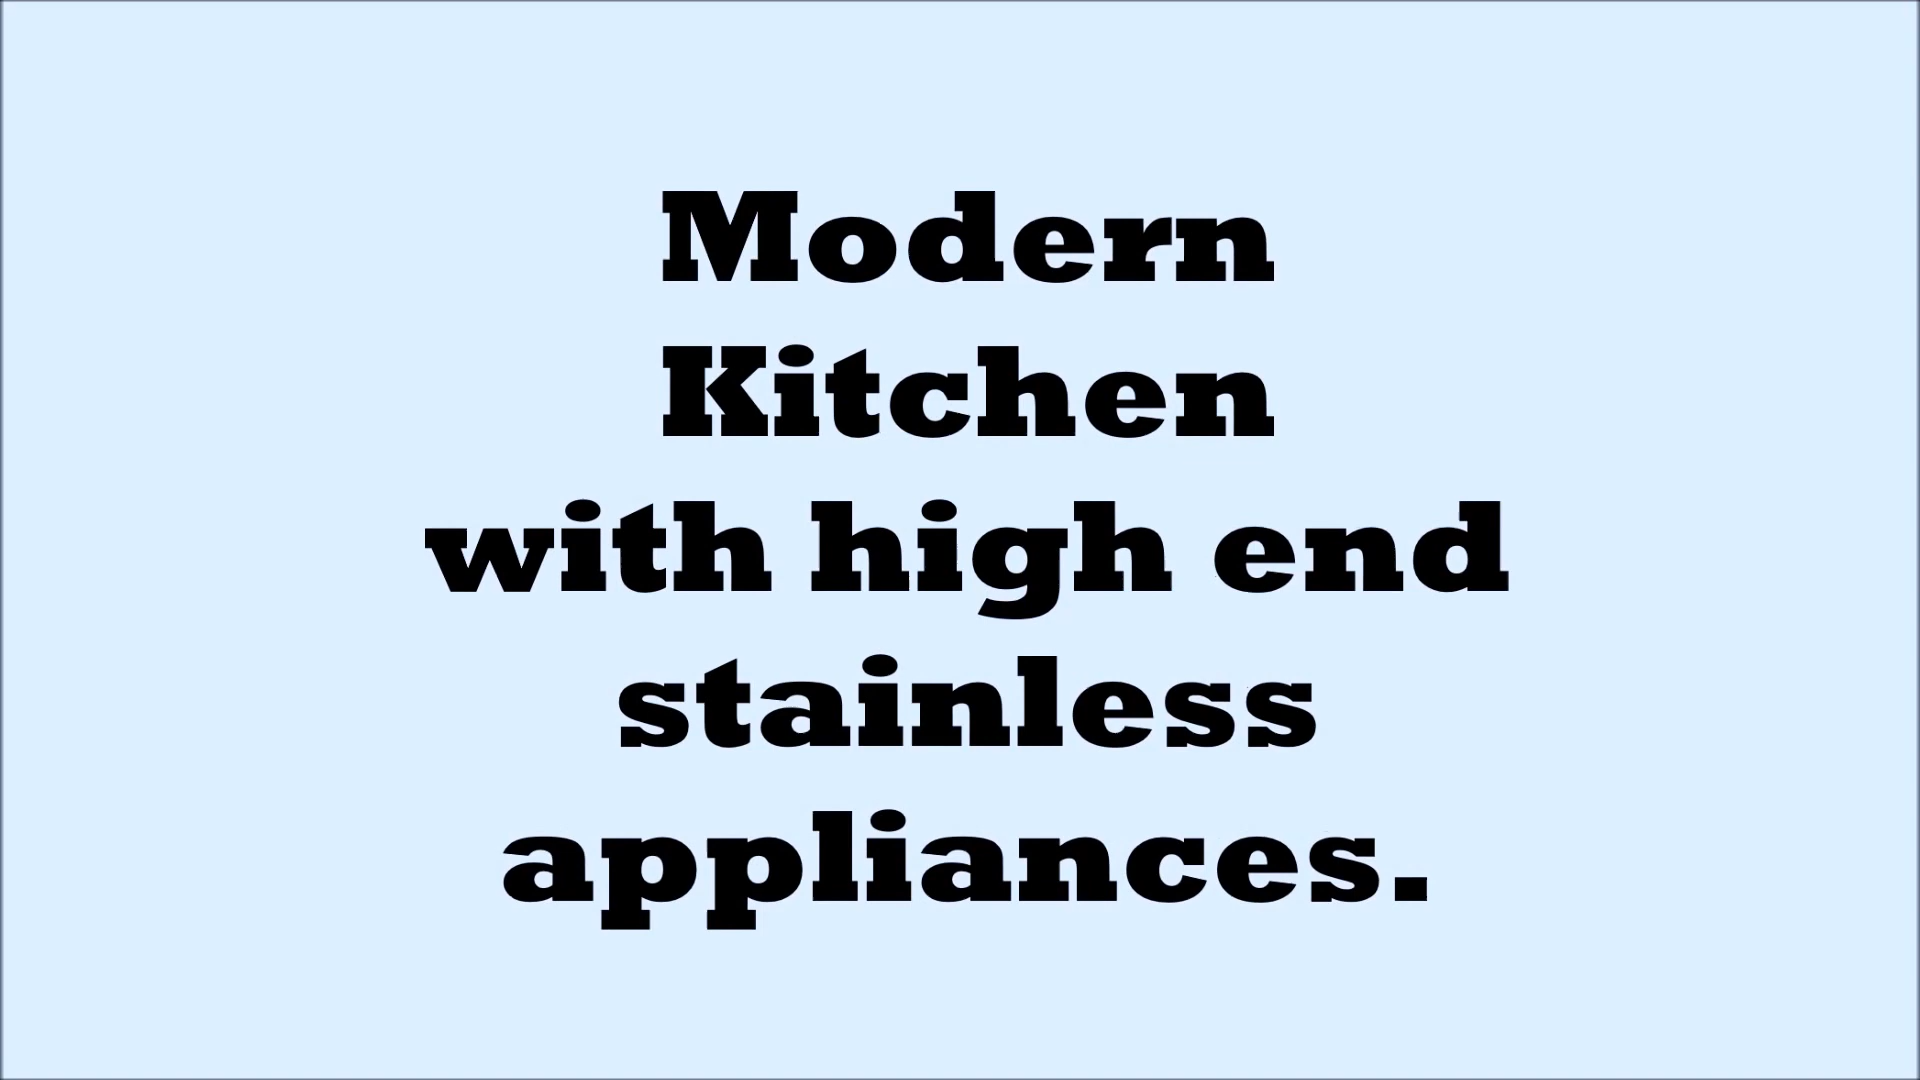 Modern
Kitchen
with high end
stainless
appliances.